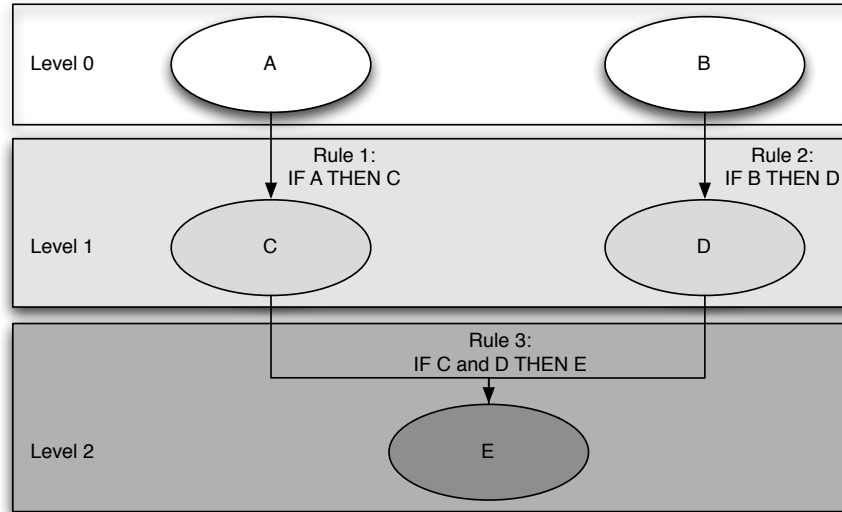 Level 0
A
B
Rule 1:
IF A THEN C
Rule 2:
IF B THEN D
Level 1
C
D
Rule 3:
IF C and D THEN E
Level 2
E